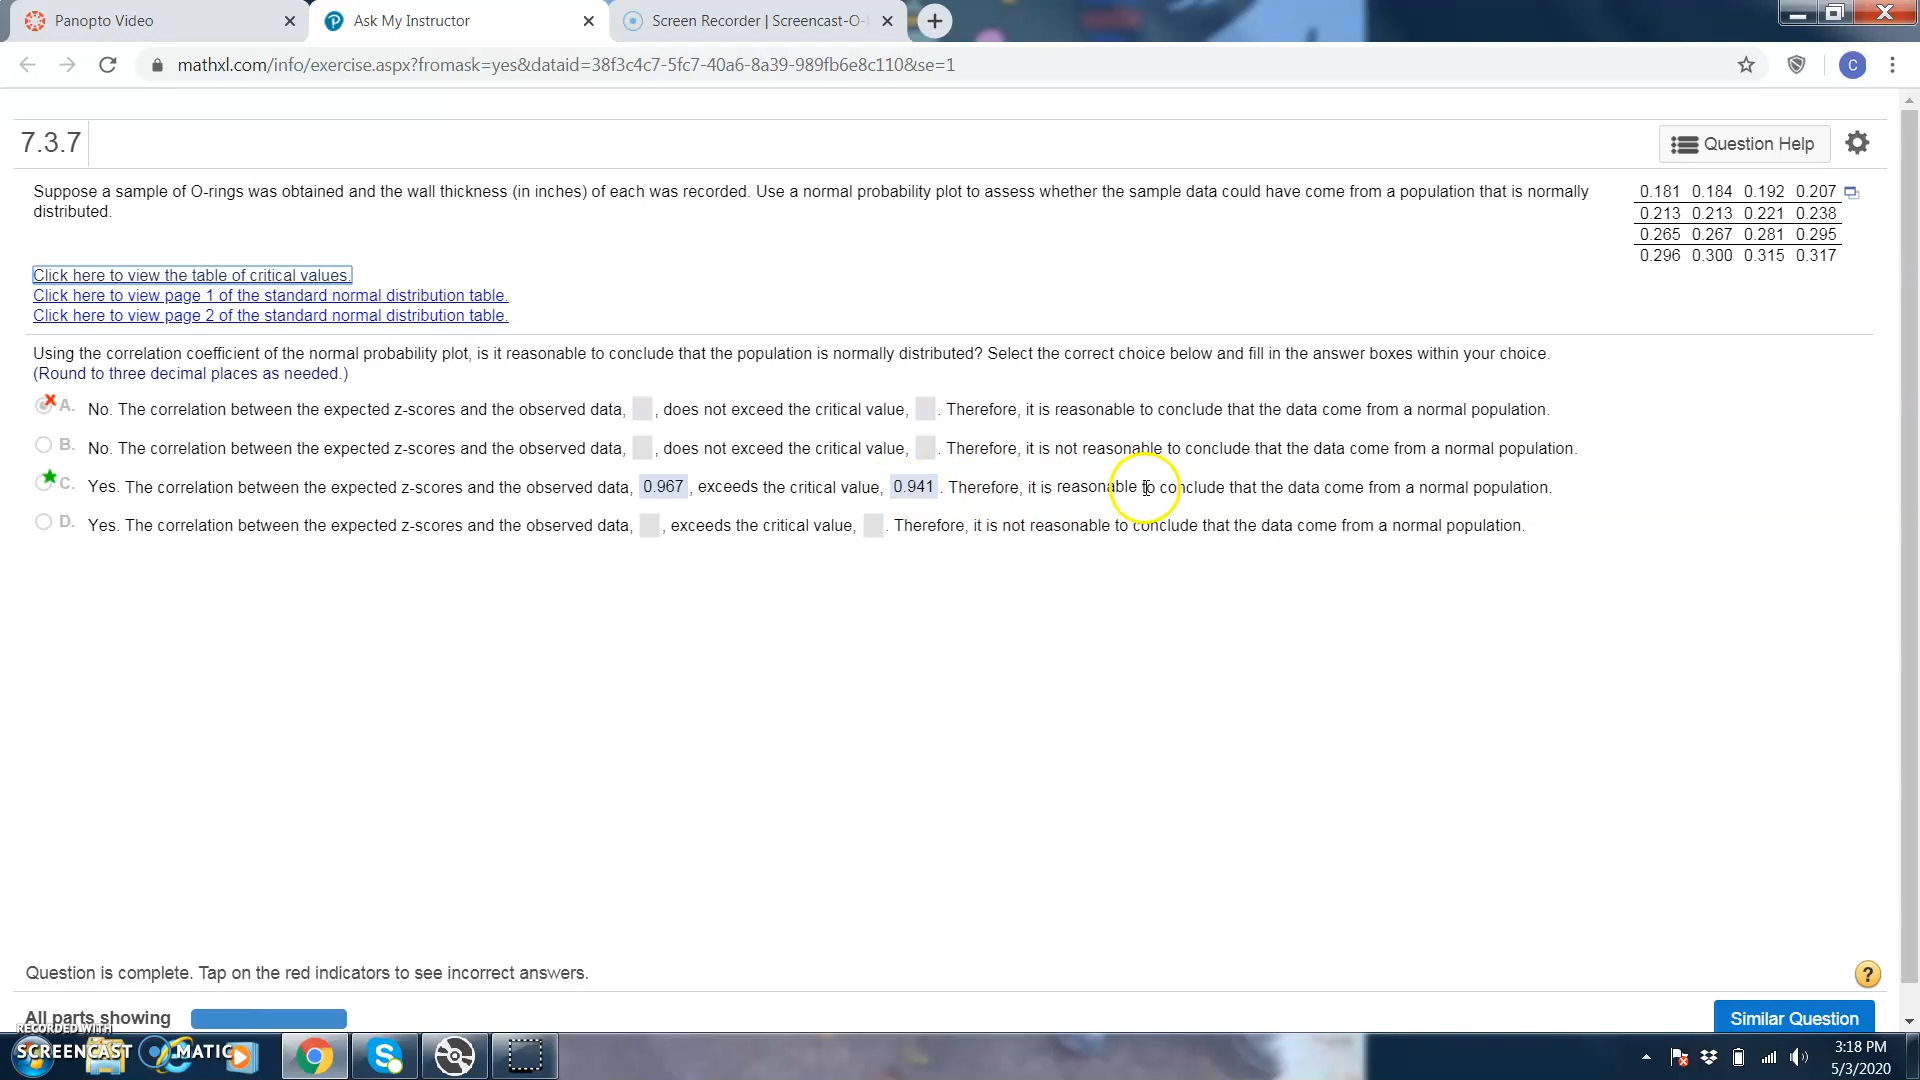 Panopto Video
Ask My Instructor
Screen Recorder | Screencast-O-
mathxl.com/info/exercise.aspx?fromask=yes&dataid=38f3c4c7-5fc7-40a6-8a39-989fb6e8c110&se=1
C
7.3.7
Question Help
Suppose a sample of O-rings was obtained and the wall thickness (in inches) of each was recorded. Use a normal probability plot to assess whether the sample data could have come from a population that is normally
distributed.
0.181 0.184 0.192 0.207
0.213 0.213 0.221 0.238
0.265 0.267 0.281 0.295
0.296 0.300 0.315 0.317
Click here to view the table of critical values.
Click here to view page 1 of the standard normal distribution table.
Click here to view page 2 of the standard normal distribution table.
Using the correlation coefficient of the normal probability plot, is it reasonable to conclude that the population is normally distributed? Select the correct choice below and fill in the answer boxes within your choice.
(Round to three decimal places as needed.)
A. No. The correlation between the expected z-scores and the observed data, , does not exceed the critical value, . Therefore, it is reasonable to conclude that the data come from a normal population.
B. No. The correlation between the expected z-scores and the observed data, , does not exceed the critical value, . Therefore, it is not reasonable to conclude that the data come from a normal population.
C. Yes. The correlation between the expected z-scores and the observed data, 0.967 , exceeds the critical value, 0.941 . Therefore, it is reasonable to conclude that the data come from a normal population.
D. Yes. The correlation between the expected z-scores and the observed data, , exceeds the critical value, . Therefore, it is not reasonable to conclude that the data come from a normal population.
Question is complete. Tap on the red indicators to see incorrect answers.
?
All parts showing
Similar Question
RECORDED WITH
SCREENCAST MATIC
3:18 PM
5/3/2020